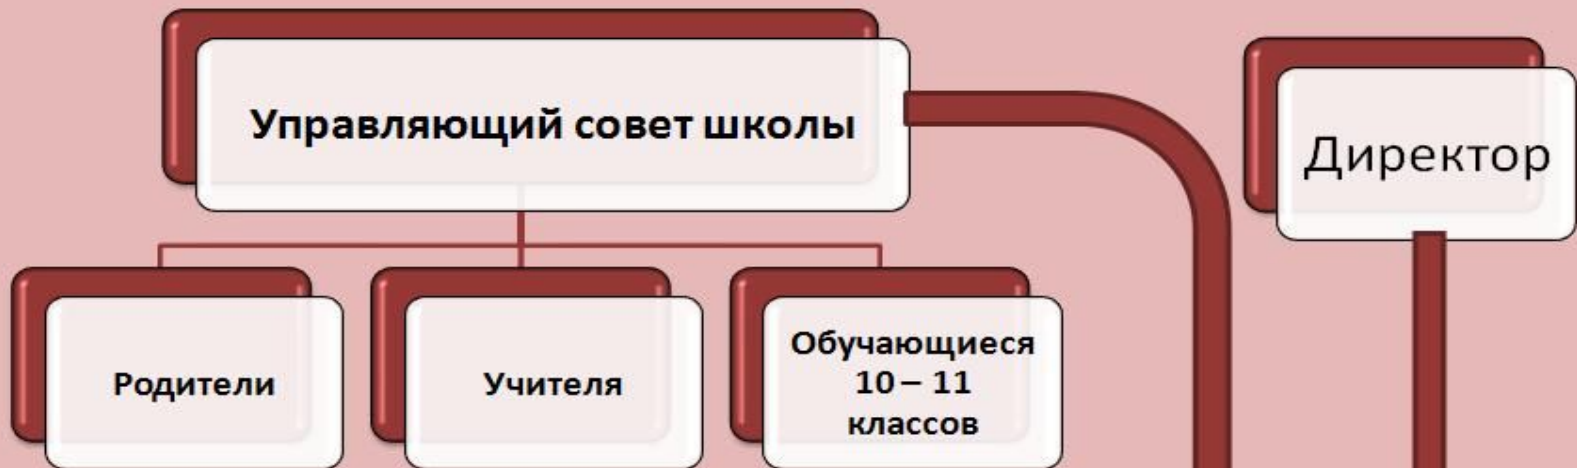 Управляющий совет школы
Директор
Родители
Учителя
Обучающиеся
10 – 11
классов